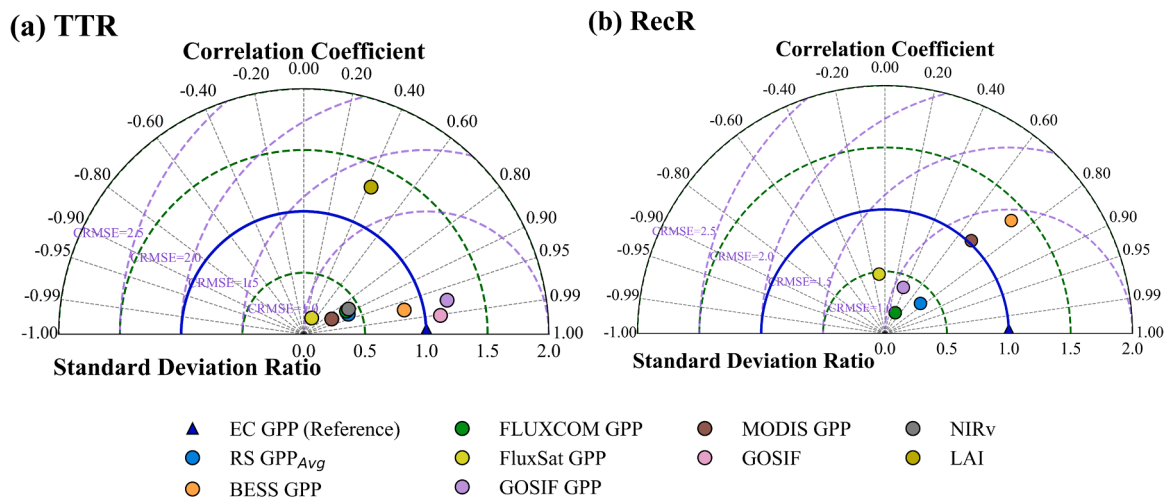 (a) TTR
Correlation Coefficient
0.00
-0.20
0.20
-0.40
0.40
-0.60
0.60
-0.80
0.80
-0.90
0.90
-0.95
0.95
-0.99
0.99
-1.00
1.00
CRMSE=2.5
CRMSE=2.0
CRMSE=1.5
CRMSE=1.0
0.0 0.5 1.0 1.5 2.0
Standard Deviation Ratio
(b) RecR
Correlation Coefficient
0.00
-0.20
0.20
-0.40
0.40
-0.60
0.60
-0.80
0.80
-0.90
0.90
-0.95
0.95
-0.99
0.99
-1.00
1.00
CRMSE=2.5
CRMSE=2.0
CRMSE=1.5
0.0 0.5 1.0 1.5 2.0
Standard Deviation Ratio
EC GPP (Reference)
RS GPP_Avg
BESS GPP
FLUXCOM GPP
FluxSat GPP
GOSIF GPP
MODIS GPP
GOSIF
NIRv
LAI